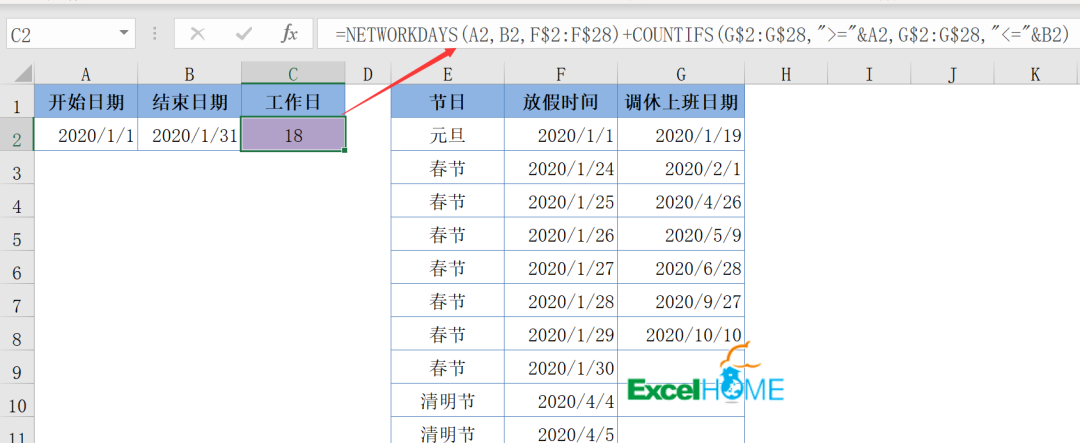 C2 fx =NETWORKDAYS(A2,B2,F$2:F$28)+COUNTIFS(G$2:G$28,">="&A2,G$2:G$28,"<="&B2)
A B C D E F G H I J K
1 开始日期 结束日期 工作日 节日 放假时间 调休上班日期
2 2020/1/1 2020/1/31 18 元旦 2020/1/1 2020/1/19
3 春节 2020/1/24 2020/2/1
4 春节 2020/1/25 2020/4/26
5 春节 2020/1/26 2020/5/9
6 春节 2020/1/27 2020/6/28
7 春节 2020/1/28 2020/9/27
8 春节 2020/1/29 2020/10/10
9 春节 2020/1/30
ExcelHOME
10 清明节 2020/4/4
11 清明节 2020/4/5